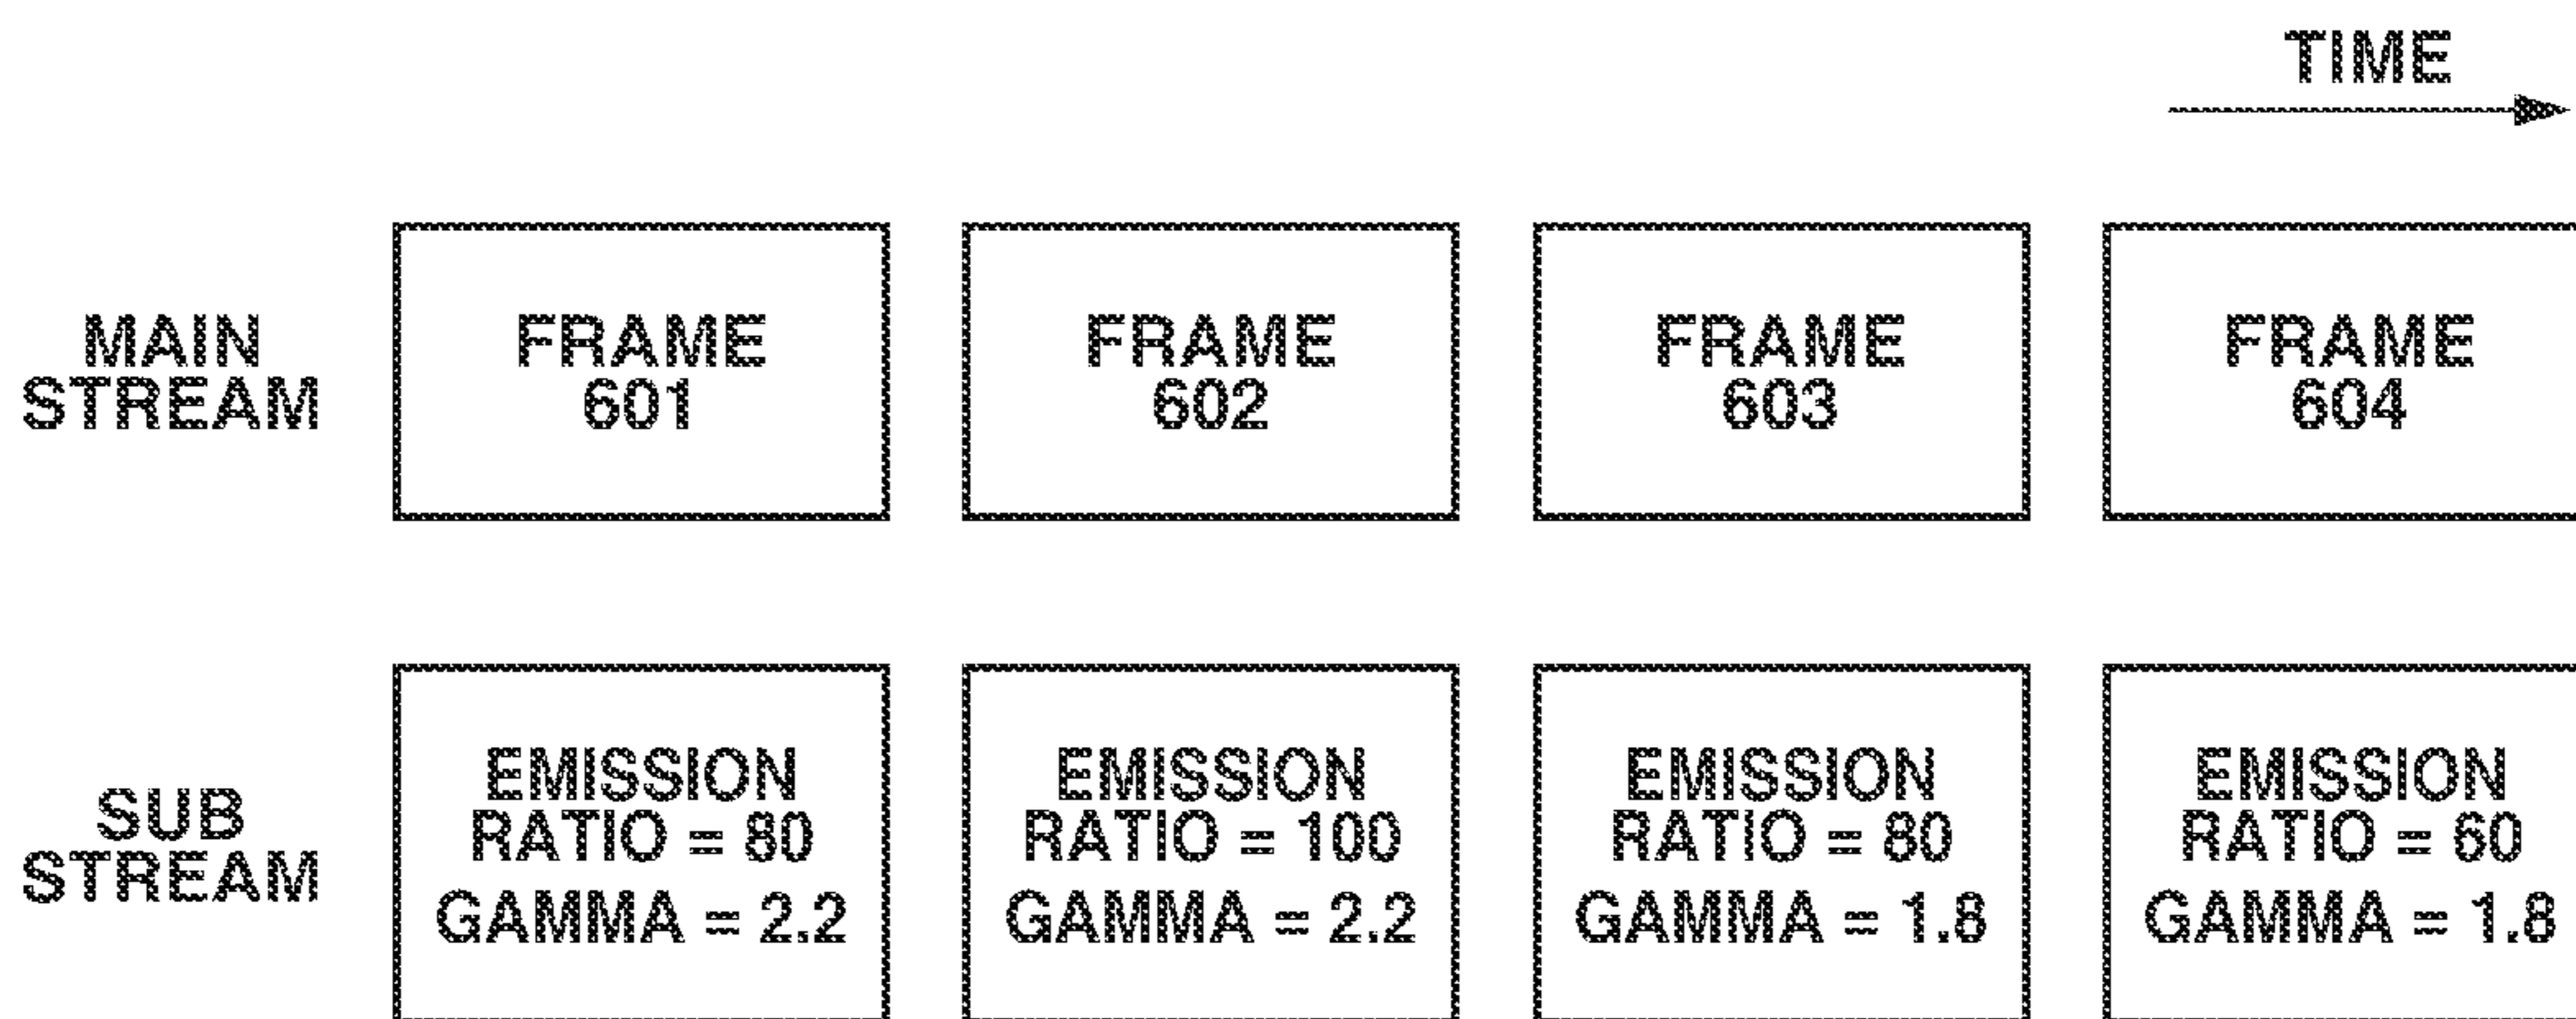 TIME
MAIN
STREAM
FRAME
601
FRAME
602
FRAME
603
FRAME
604
SUB
STREAM
EMISSION
RATIO = 80
GAMMA = 2.2
EMISSION
RATIO = 100
GAMMA = 2.2
EMISSION
RATIO = 80
GAMMA = 1.8
EMISSION
RATIO = 60
GAMMA = 1.8